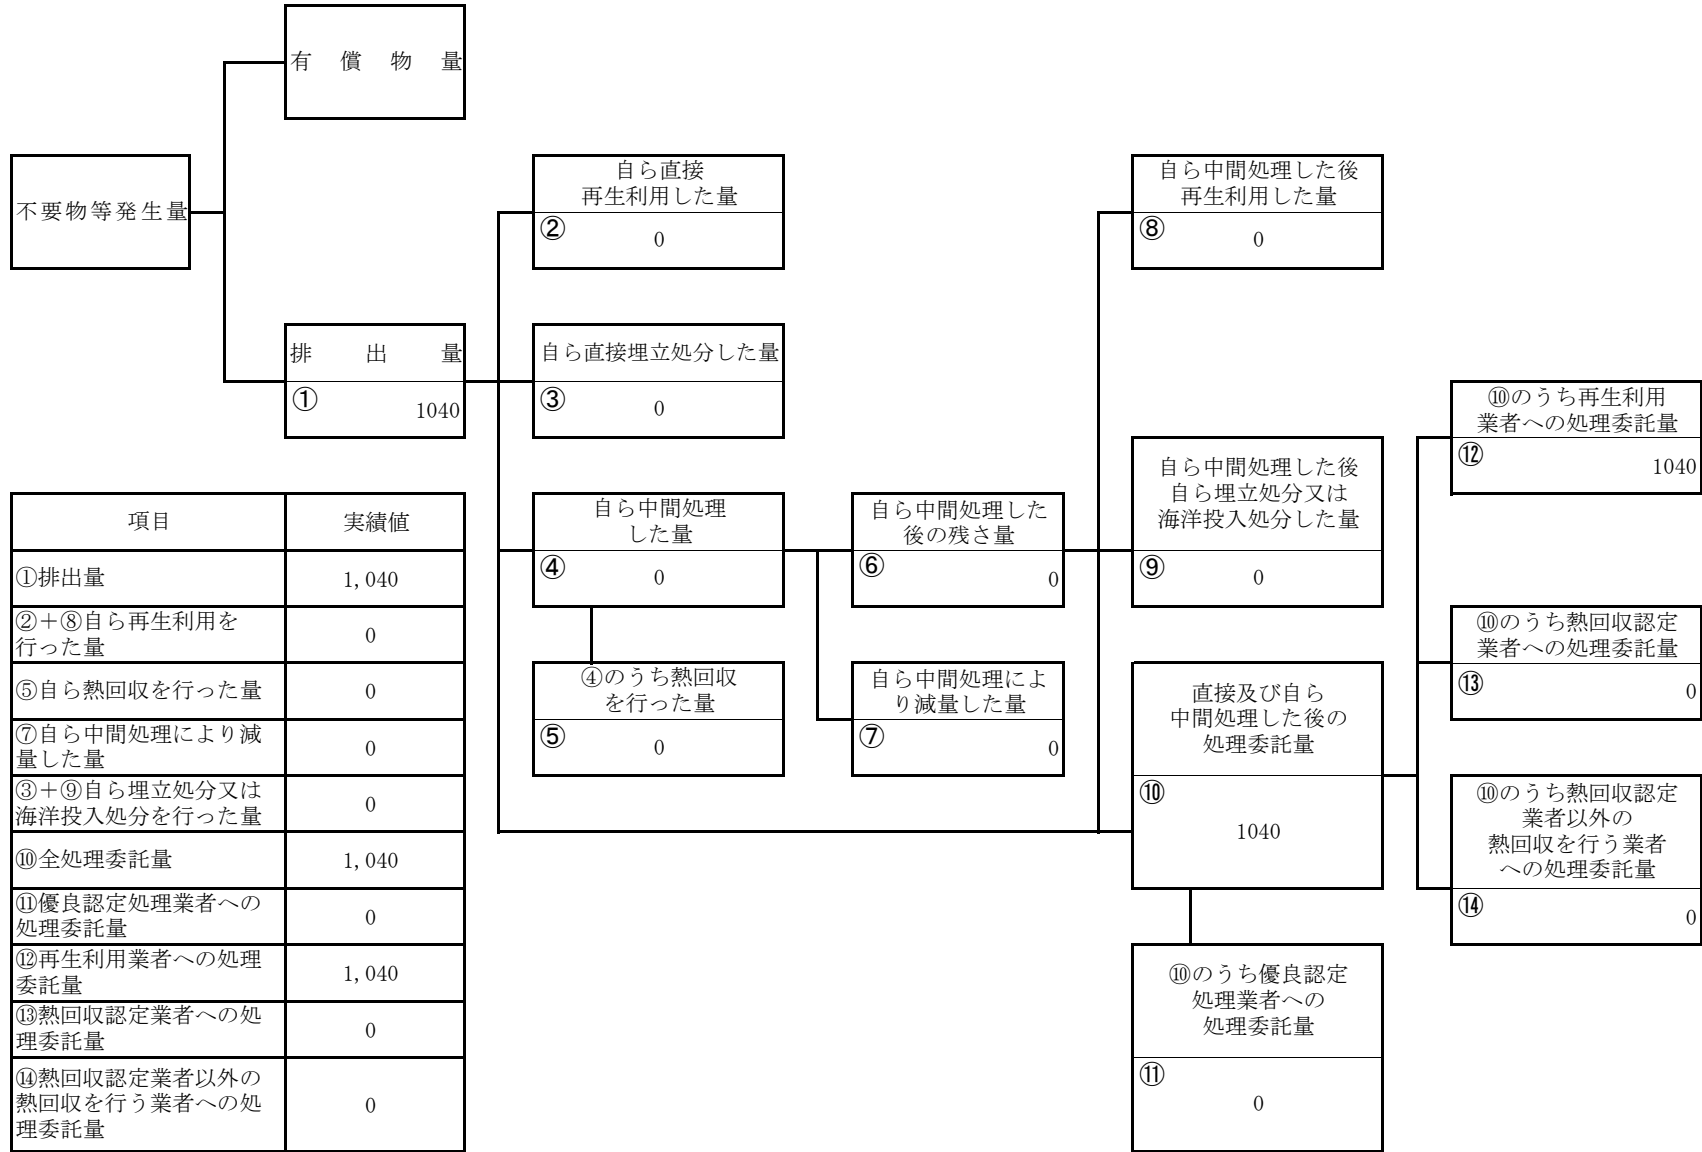 有償物量
不要物等発生量
排出量
①
1040
自ら直接
再生利用した量
②
0
自ら直接埋立処分した量
③
0
自ら中間処理
した量
④
0
④のうち熱回収
を行った量
⑤
0
自ら中間処理した
後の残さ量
⑥
0
自ら中間処理によ
り減量した量
⑦
0
自ら中間処理した後
再生利用した量
⑧
0
自ら中間処理した後
自ら埋立処分又は
海洋投入処分した量
⑨
0
直接及び自ら
中間処理した後の
処理委託量
⑩
1040
⑩のうち優良認定
処理業者への
処理委託量
⑪
0
⑩のうち再生利用
業者への処理委託量
⑫
1040
⑩のうち熱回収認定
業者への処理委託量
⑬
0
⑩のうち熱回収認定
業者以外の
熱回収を行う業者
への処理委託量
⑭
0
項目 実績値
①排出量 1,040
②＋⑧自ら再生利用を
行った量 0
⑤自ら熱回収を行った量 0
⑦自ら中間処理により減
量した量 0
③＋⑨自ら埋立処分又は
海洋投入処分を行った量 0
⑩全処理委託量 1,040
⑪優良認定処理業者への
処理委託量 0
⑫再生利用業者への処理
委託量 1,040
⑬熱回収認定業者への処
理委託量 0
⑭熱回収認定業者以外の
熱回収を行う業者への処
理委託量 0